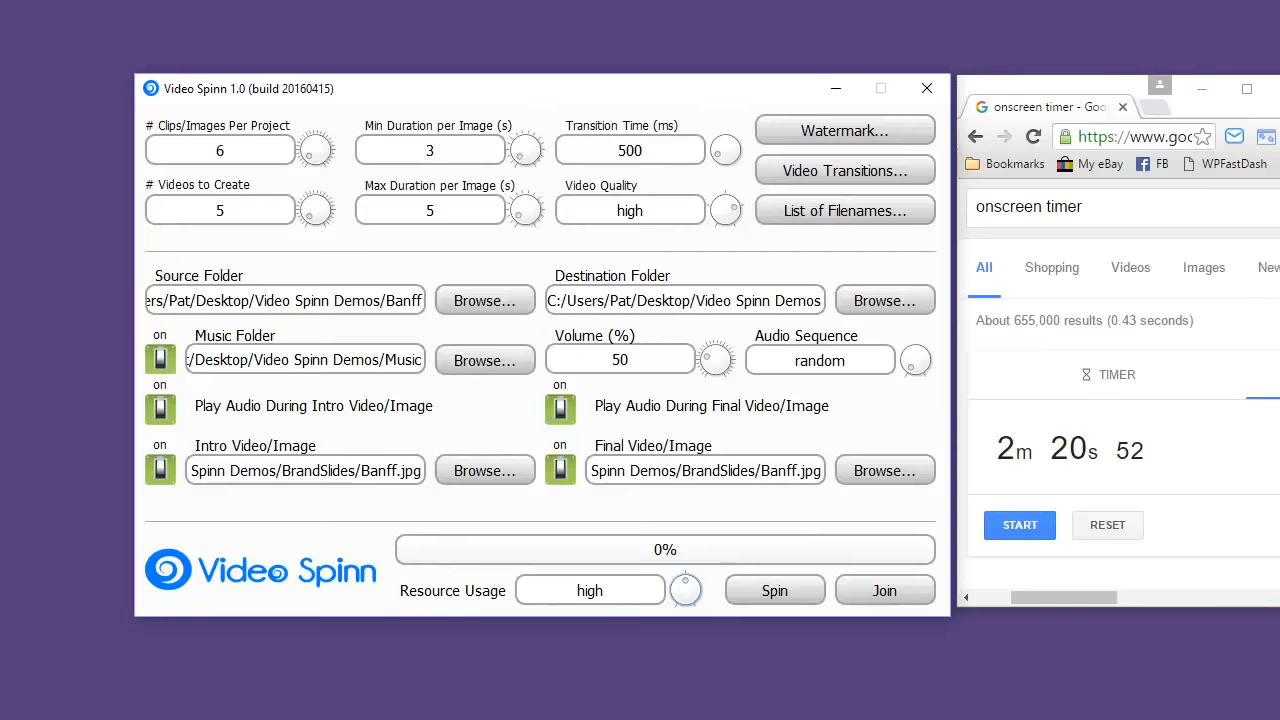 Video Spinn 1.0 (build 20160415)
# Clips/Images Per Project
Min Duration per Image (s)
Transition Time (ms)
6
3
500
Watermark...
# Videos to Create
Max Duration per Image (s)
Video Quality
Video Transitions...
5
5
high
List of Filenames...
Source Folder
Destination Folder
ers/Pat/Desktop/Video Spinn Demos/Banff
Browse...
C:/Users/Pat/Desktop/Video Spinn Demos
Browse...
on
Music Folder
Volume (%)
Audio Sequence
:/Desktop/Video Spinn Demos/Music
Browse...
50
random
on
Play Audio During Intro Video/Image
on
Play Audio During Final Video/Image
on
Intro Video/Image
on
Final Video/Image
Spinn Demos/BrandSlides/Banff.jpg
Browse...
Spinn Demos/BrandSlides/Banff.jpg
Browse...
0%
Video Spinn
Resource Usage
high
Spin
Join
onscreen timer - Goo
https://www.goo
Bookmarks
My eBay
FB
WPFastDash
onscreen timer
All
Shopping
Videos
Images
New
About 655,000 results (0.43 seconds)
TIMER
2m 20s 52
START
RESET